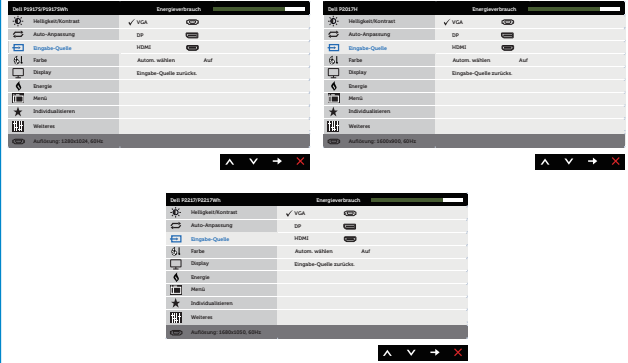 Dell P1917S/P1917SWh Energieverbrauch
Helligkeit/Kontrast VGA
Auto-Anpassung DP
Eingabe-Quelle HDMI
Farbe Autom. wählen Auf
Display Eingabe-Quelle zurücks.
Energie
Menü
Individualisieren
Weiteres
Auflösung: 1280x1024, 60Hz
Dell P2017H Energieverbrauch
Helligkeit/Kontrast VGA
Auto-Anpassung DP
Eingabe-Quelle HDMI
Farbe Autom. wählen Auf
Display Eingabe-Quelle zurücks.
Energie
Menü
Individualisieren
Weiteres
Auflösung: 1600x900, 60Hz
Dell P2217/P2217Wh Energieverbrauch
Helligkeit/Kontrast VGA
Auto-Anpassung DP
Eingabe-Quelle HDMI
Farbe Autom. wählen Auf
Display Eingabe-Quelle zurücks.
Energie
Menü
Individualisieren
Weiteres
Auflösung: 1680x1050, 60Hz